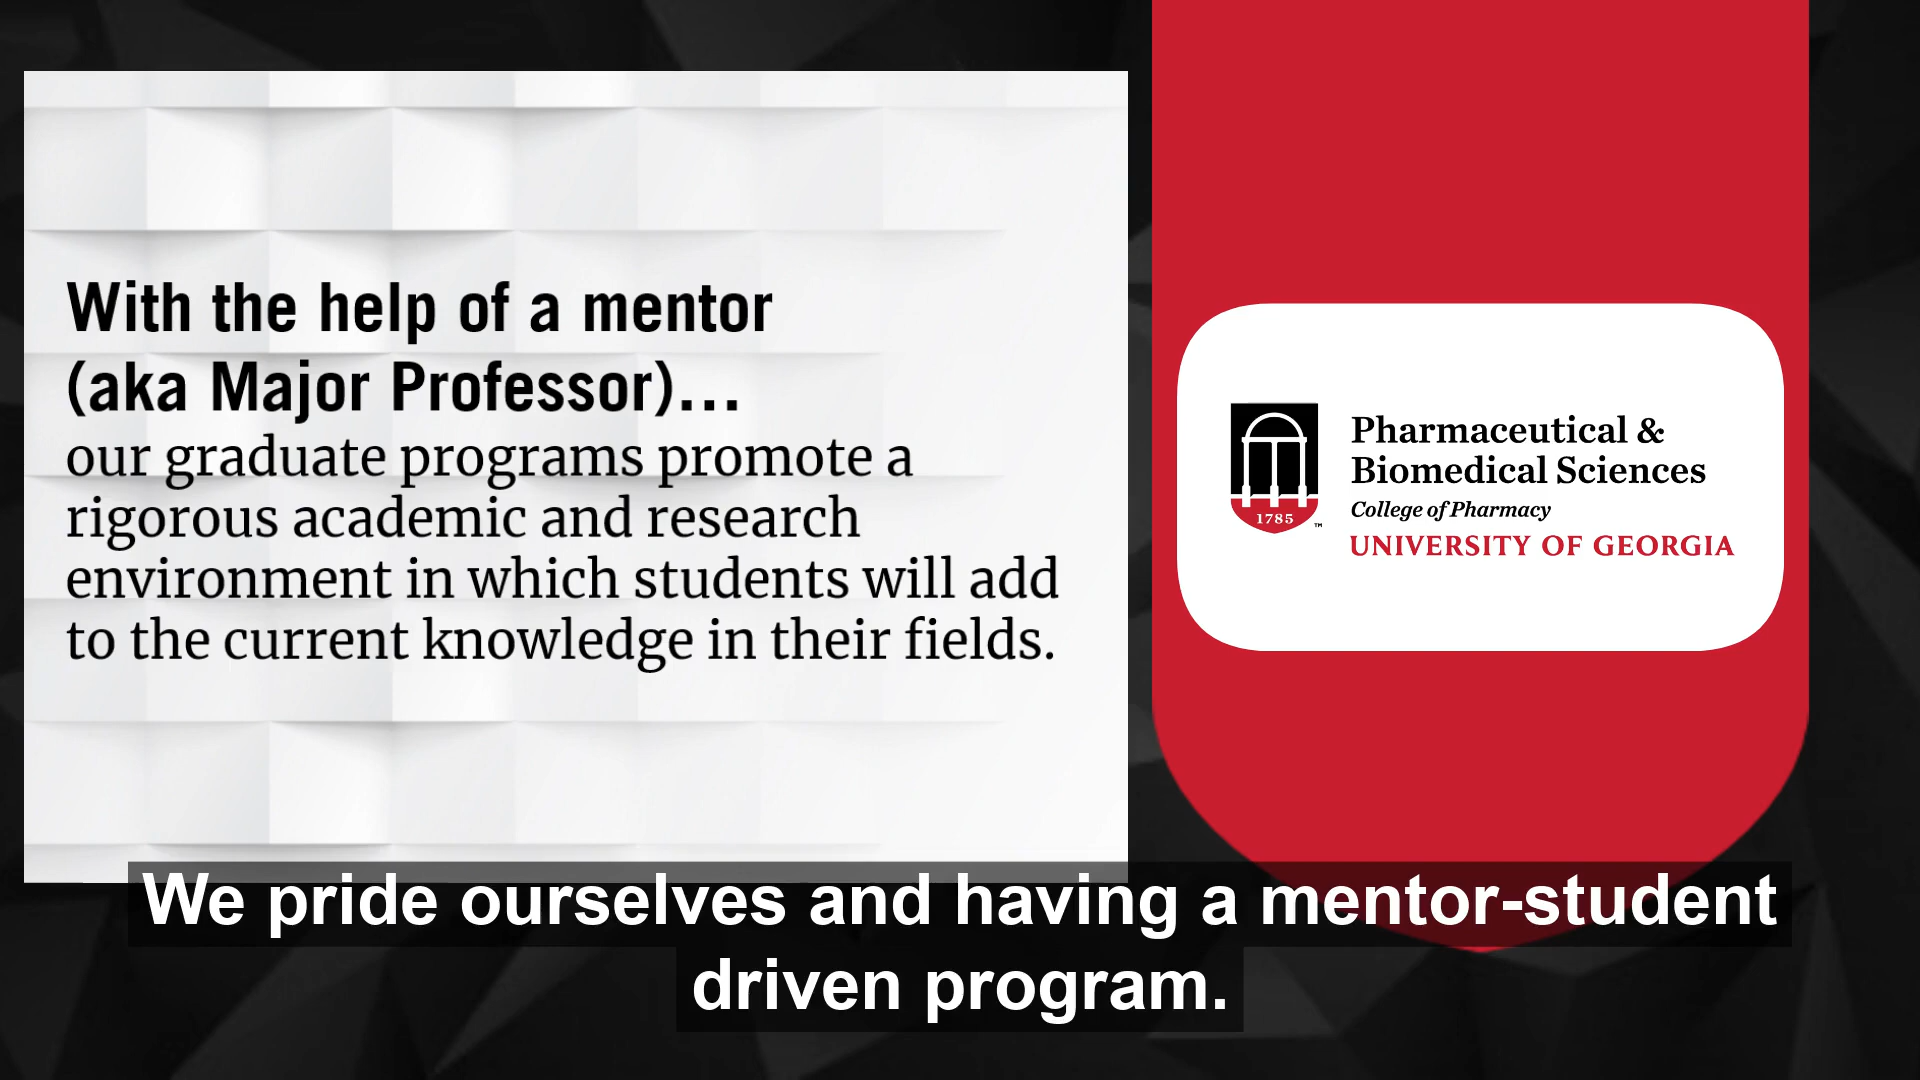 With the help of a mentor
(aka Major Professor)...
our graduate programs promote a
rigorous academic and research
environment in which students will add
to the current knowledge in their fields.
1785
™
Pharmaceutical &
Biomedical Sciences
College of Pharmacy
UNIVERSITY OF GEORGIA
We pride ourselves and having a mentor-student
driven program.